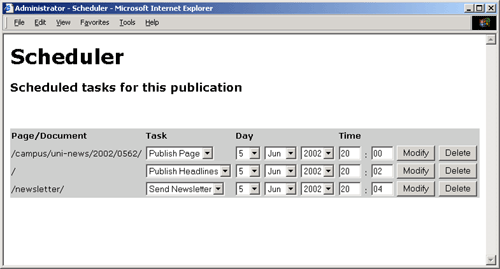 Administrator - Scheduler - Microsoft Internet Explorer
File Edit View Favorites Tools Help
Scheduler
Scheduled tasks for this publication
Page/Document Task Day Time
/campus/uni-news/2002/0562/ Publish Page 5 Jun 2002 20 : 00 Modify Delete
/ Publish Headlines 5 Jun 2002 20 : 02 Modify Delete
/newsletter/ Send Newsletter 5 Jun 2002 20 : 04 Modify Delete